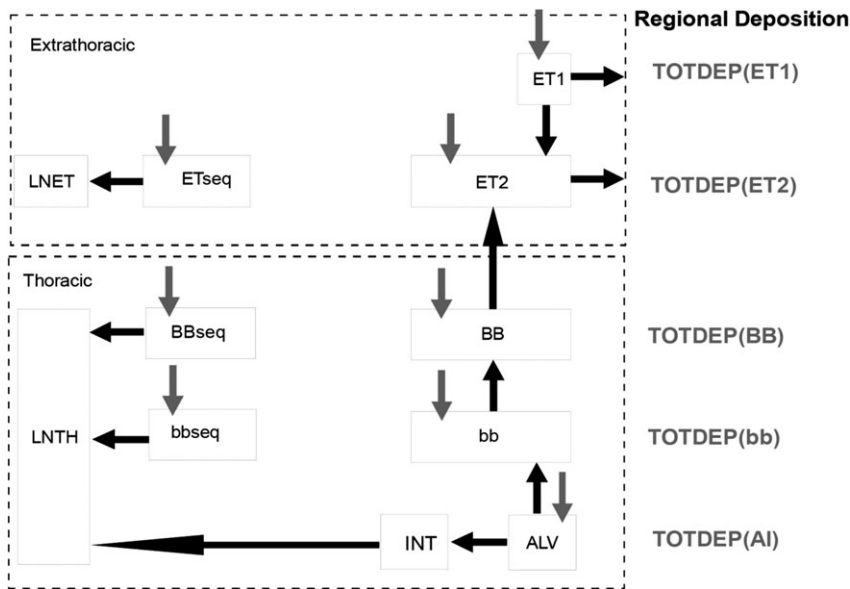 Regional Deposition
Extrathoracic
ET1
TOTDEP(ET1)
LNET
ETseq
ET2
TOTDEP(ET2)
Thoracic
BBseq
BB
TOTDEP(BB)
LNTH
bbseq
bb
TOTDEP(bb)
INT
ALV
TOTDEP(AI)